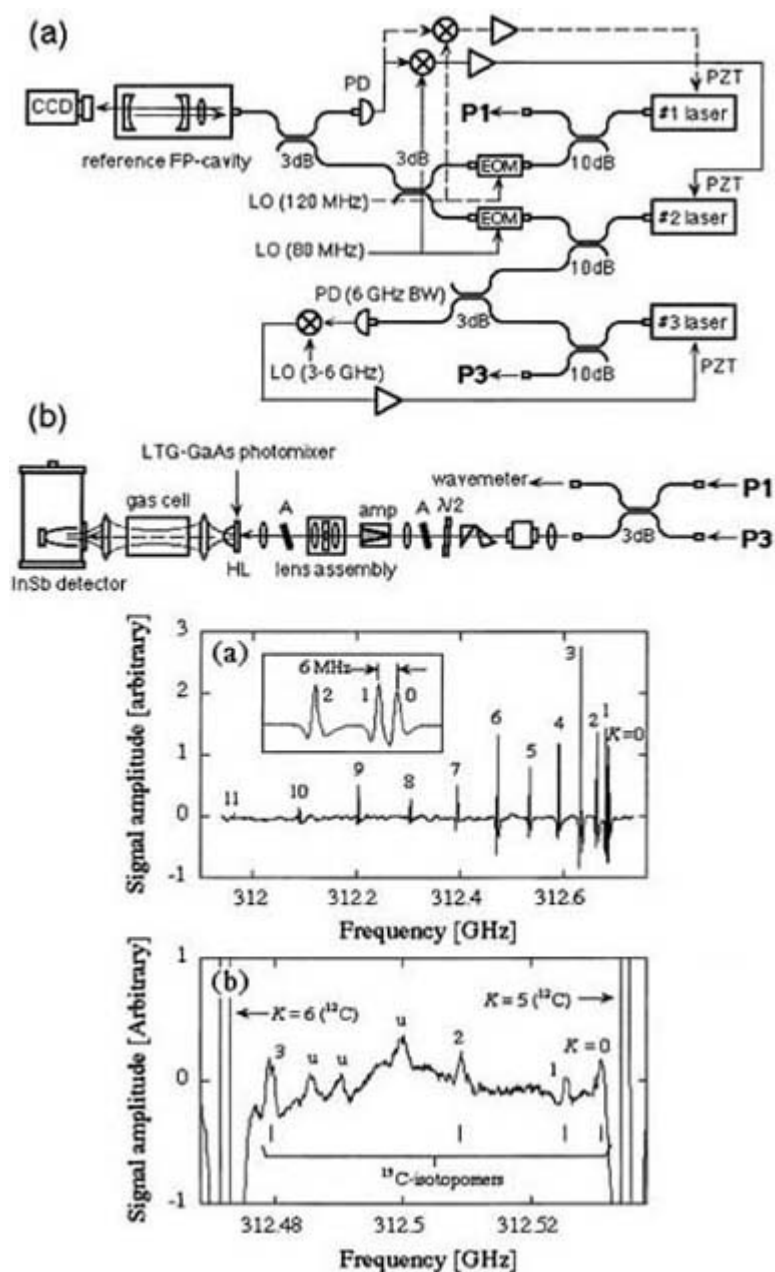 (a)
CCD
reference FP-cavity
PD
3dB
3dB
P1
EOM
10dB
PZT
#1 laser
LO (120 MHz)
PZT
EOM
#2 laser
LO (80 MHz)
10dB
PD (6 GHz BW)
3dB
#3 laser
LO (3-6 GHz)
P3
10dB
PZT
(b)
LTG-GaAs photomixer
wavemeter
P1
gas cell
A
amp
A
λ/2
3dB
P3
HL
lens assembly
InSb detector
(a)
6 MHz
2
1
0
3
2
1
0
-1
Signal amplitude [arbitrary]
11
10
9
8
7
6
5
4
3
2
1
K=0
312
312.2
312.4
312.6
Frequency [GHz]
(b)
1
0
-1
Signal amplitude [Arbitrary]
K = 6 (¹²C)
K = 5 (¹²C)
3
u
u
u
2
1
K = 0
¹³C-isotopomers
312.48
312.5
312.52
Frequency [GHz]